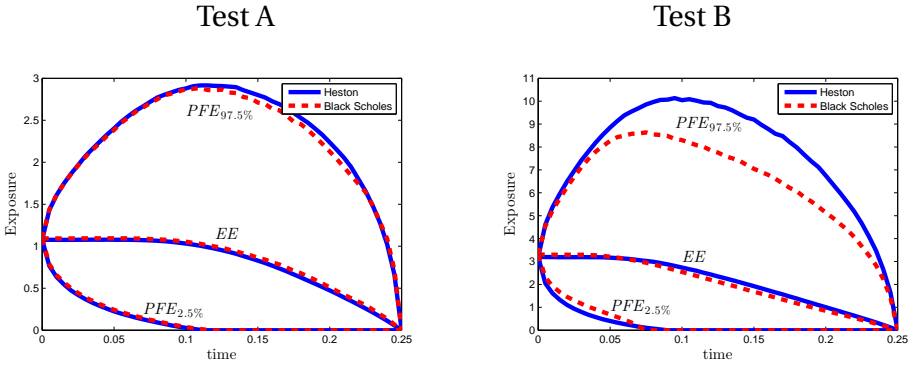 Test A
Test B
3
2.5
2
1.5
1
0.5
0
0
0.05
0.1
0.15
0.2
0.25
Exposure
time
Heston
Black Scholes
PFE97.5%
EE
PFE2.5%
11
10
9
8
7
6
5
4
3
2
1
0
0
0.05
0.1
0.15
0.2
0.25
Exposure
time
Heston
Black Scholes
PFE97.5%
EE
PFE2.5%